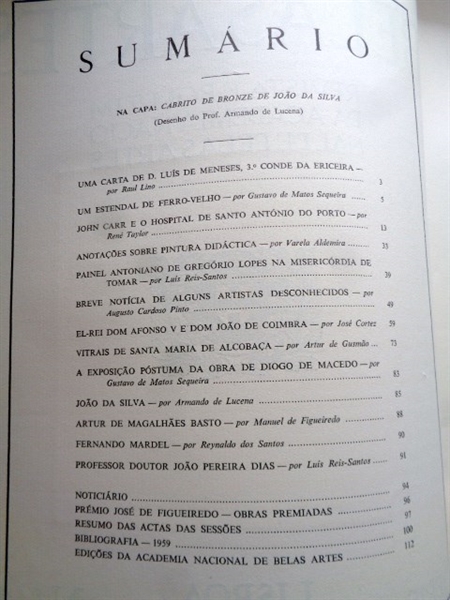 SUMÁRIO
NA CAPA: CABRITO DE BRONZE DE JOÃO DA SILVA
(Desenho do Prof. Armando de Lucena)
UMA CARTA DE D. LUÍS DE MENESES, 3.º CONDE DA ERICEIRA —
por Raul Lino ... 3
UM ESTENDAL DE FERRO-VELHO — por Gustavo de Matos Sequeira ... 5
JOHN CARR E O HOSPITAL DE SANTO ANTÓNIO DO PORTO — por
René Taylor ... 13
ANOTAÇÕES SOBRE PINTURA DIDÁCTICA — por Varela Aldemira ... 35
PAINEL ANTONIANO DE GREGÓRIO LOPES NA MISERICÓRDIA DE
TOMAR — por Luís Reis-Santos ... 39
BREVE NOTÍCIA DE ALGUNS ARTISTAS DESCONHECIDOS — por
Augusto Cardoso Pinto ... 49
EL-REI DOM AFONSO V E DOM JOÃO DE COIMBRA — por José Cortez 59
VITRAIS DE SANTA MARIA DE ALCOBAÇA — por Artur de Gusmão ... 73
A EXPOSIÇÃO PÓSTUMA DA OBRA DE DIOGO DE MACEDO — por
Gustavo de Matos Sequeira ... 83
JOÃO DA SILVA — por Armando de Lucena ... 85
ARTUR DE MAGALHÃES BASTO — por Manuel de Figueiredo ... 88
FERNANDO MARDEL — por Reynaldo dos Santos ... 90
PROFESSOR DOUTOR JOÃO PEREIRA DIAS — por Luís Reis-Santos ... 91
NOTICIÁRIO ... 94
PRÉMIO JOSÉ DE FIGUEIREDO — OBRAS PREMIADAS ... 96
RESUMO DAS ACTAS DAS SESSÕES ... 97
BIBLIOGRAFIA — 1959 ... 100
EDIÇÕES DA ACADEMIA NACIONAL DE BELAS ARTES ... 112